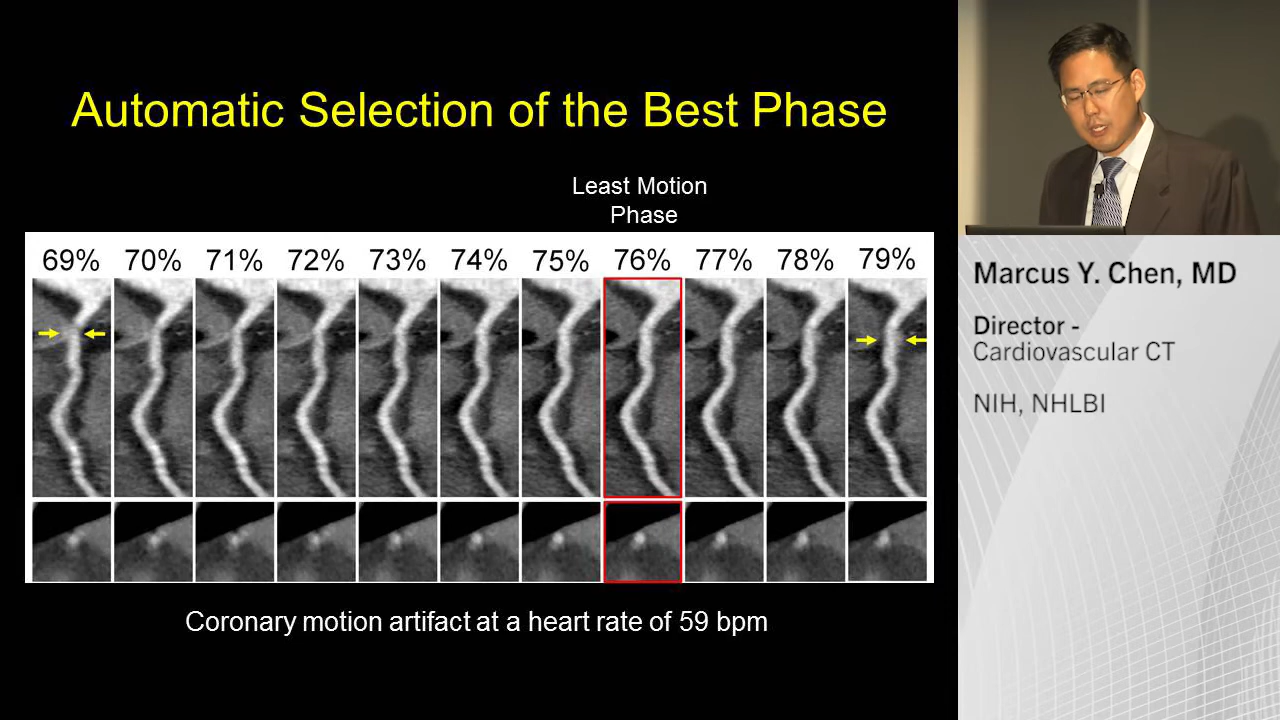 Automatic Selection of the Best Phase
Least Motion
Phase
69% 70% 71% 72% 73% 74% 75% 76% 77% 78% 79%
Coronary motion artifact at a heart rate of 59 bpm
Marcus Y. Chen, MD
Director -
Cardiovascular CT
NIH, NHLBI